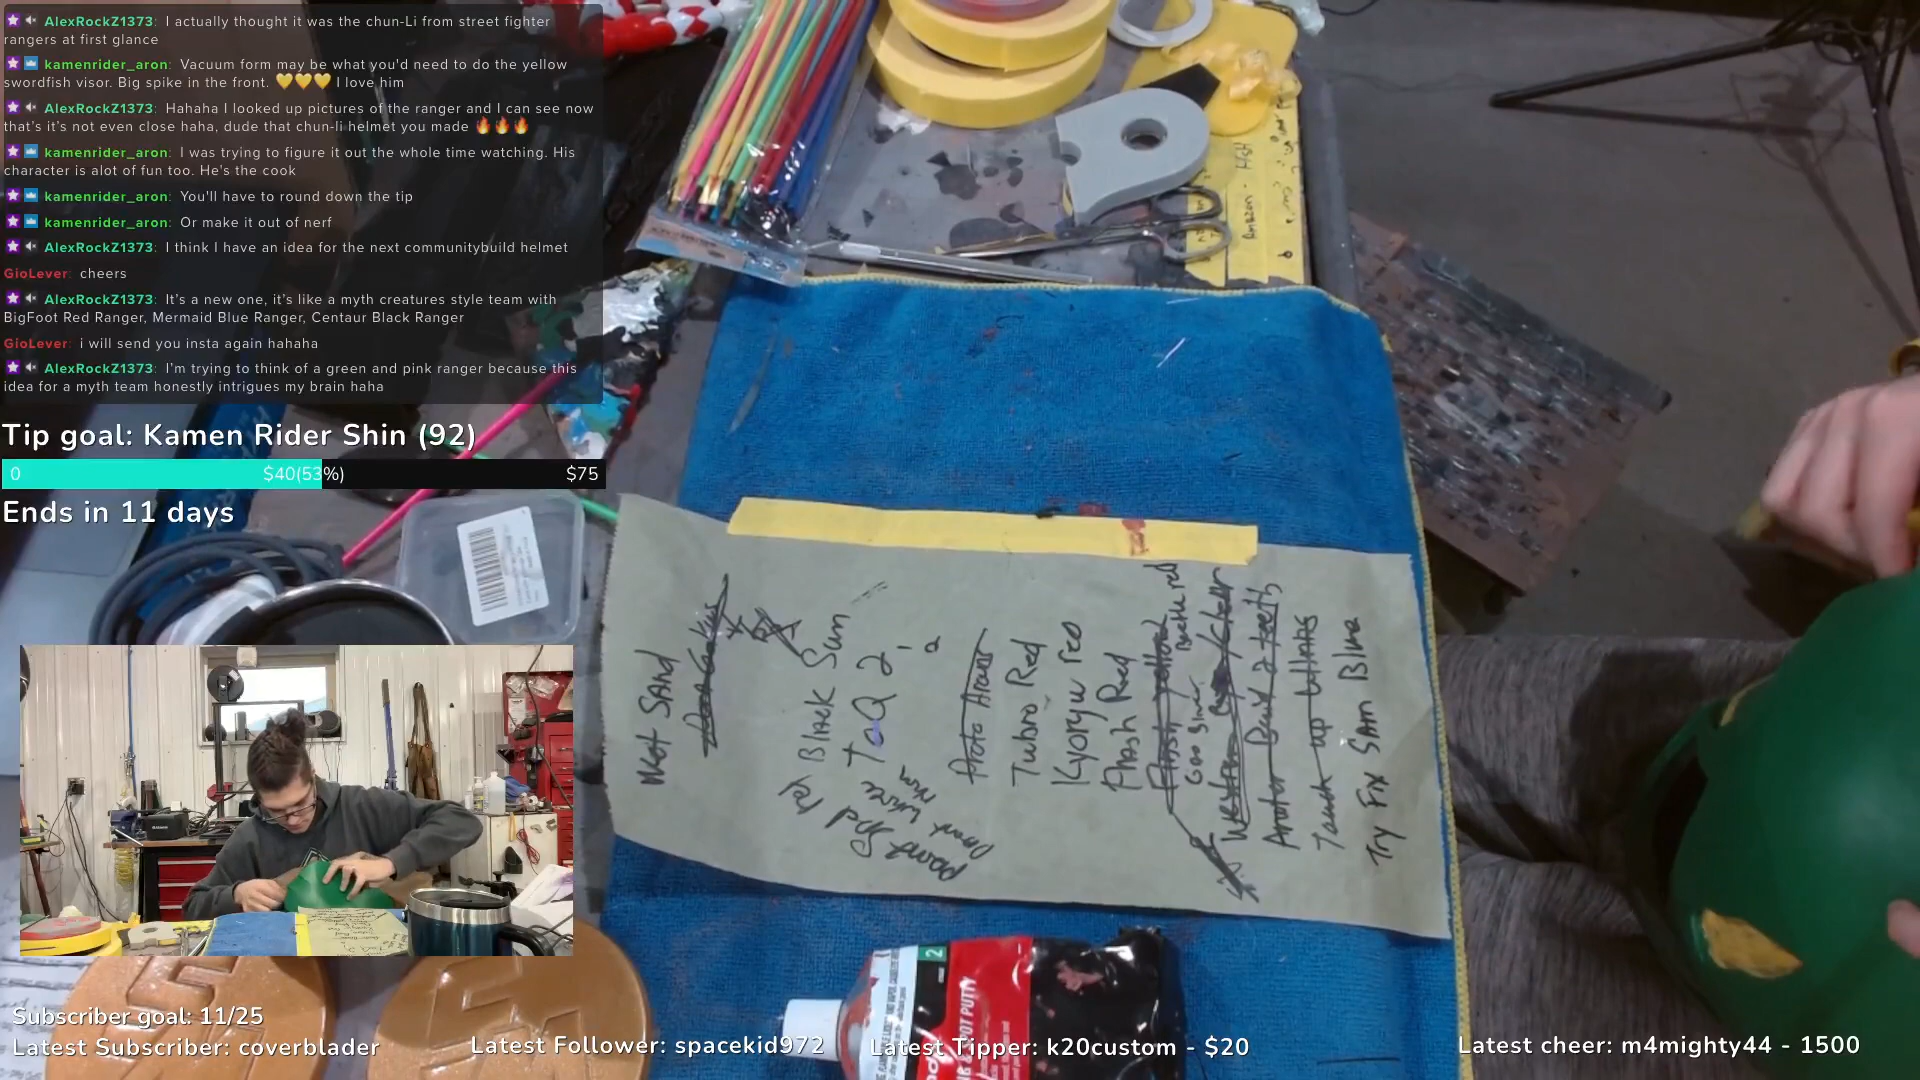 AlexRockZ1373: I actually thought it was the chun-Li from street fighter
rangers at first glance
kamenrider_aron: Vacuum form may be what you'd need to do the yellow
swordfish visor. Big spike in the front. 💛💛💛 I love him
AlexRockZ1373: Hahaha I looked up pictures of the ranger and I can see now
that's it's not even close haha, dude that chun-li helmet you made 🔥🔥🔥
kamenrider_aron: I was trying to figure it out the whole time watching. His
character is alot of fun too. He's the cook
kamenrider_aron: You'll have to round down the tip
kamenrider_aron: Or make it out of nerf
AlexRockZ1373: I think I have an idea for the next communitybuild helmet
GioLever: cheers
AlexRockZ1373: It's a new one, it's like a myth creatures style team with
BigFoot Red Ranger, Mermaid Blue Ranger, Centaur Black Ranger
GioLever: i will send you insta again hahaha
AlexRockZ1373: I'm trying to think of a green and pink ranger because this
idea for a myth team honestly intrigues my brain haha
Tip goal: Kamen Rider Shin (92)
0 $40(53%) $75
Ends in 11 days
Wet Sand
Black Sun
ToQ 2
Turbo Red
Kyoryu red
Flash Red
Gao Silver
Touch up
Try Fix Sam Blue
Subscriber goal: 11/25
Latest Subscriber: coverblader
Latest Follower: spacekid972
Latest Tipper: k20custom - $20
Latest cheer: m4mighty44 - 1500